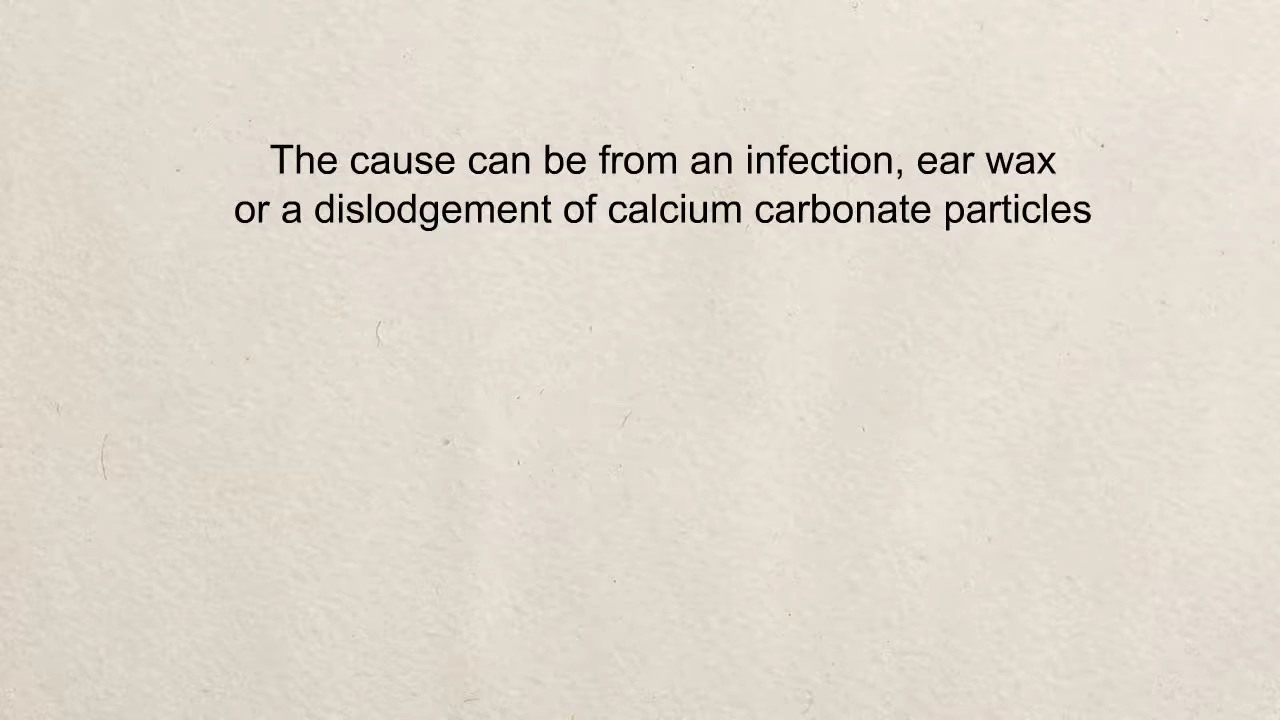 The cause can be from an infection, ear wax
or a dislodgement of calcium carbonate particles